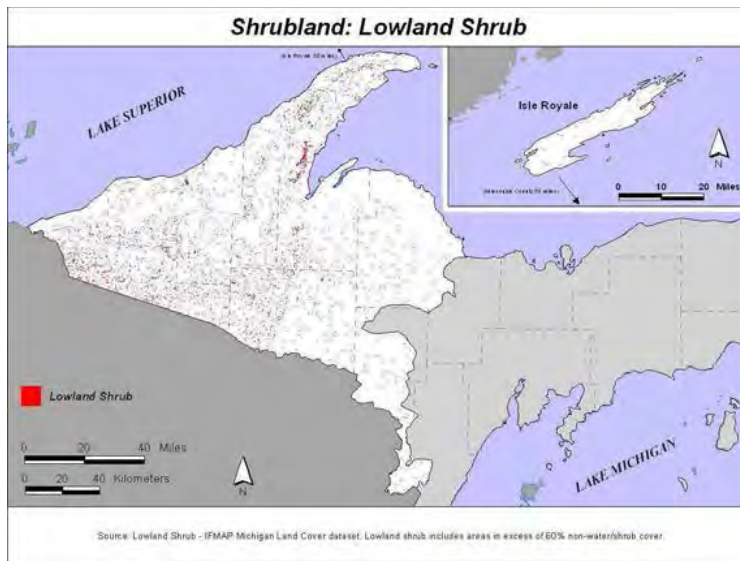 Shrubland: Lowland Shrub
LAKE SUPERIOR
Isle Royale
Miles
0 10 20
N
Lowland Shrub
0 20 40 Miles
0 20 40 Kilometers
N
LAKE MICHIGAN
Source: Lowland Shrub - IFMAP Michigan Land Cover dataset. Lowland shrub includes areas in excess of 60% non-water/shrub cover.